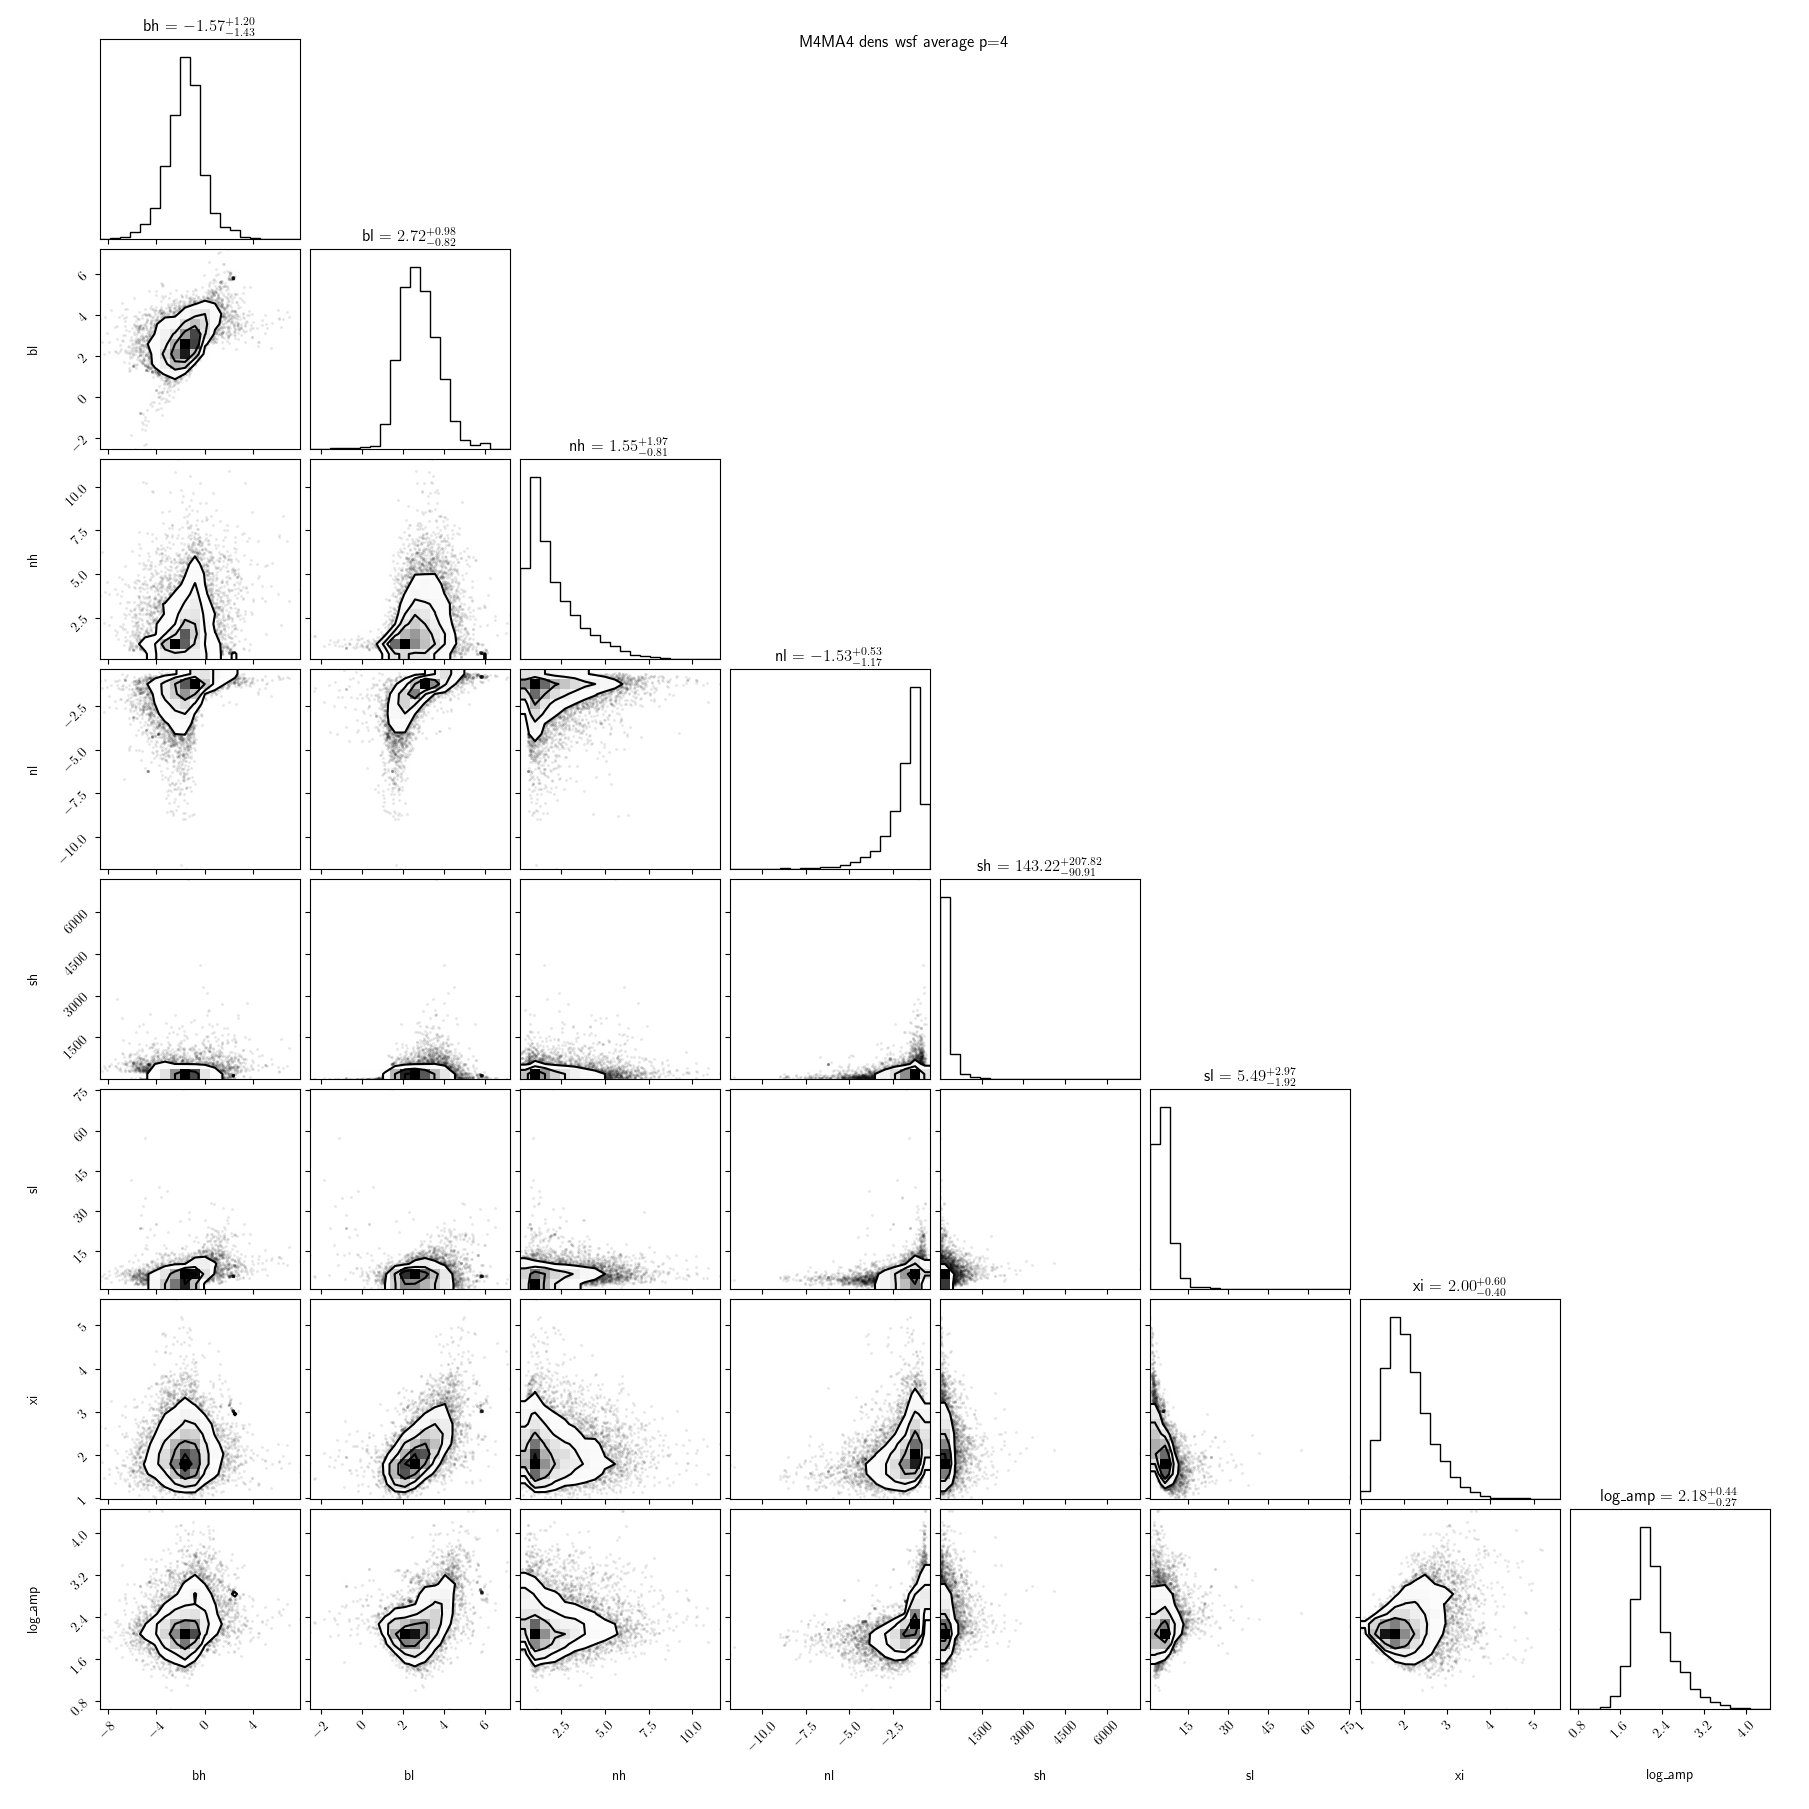 M4MA4 dens wsf average p=4
bh = −1.57+1.20 −1.43
bl = 2.72+0.98 −0.82
6
4
2
0
−2
bl
nh = 1.55+1.97 −0.81
10.0
7.5
5.0
2.5
nh
nl = −1.53+0.53 −1.17
−2.5
−5.0
−7.5
−10.0
nl
sh = 143.22+207.82 −90.91
6000
4500
3000
1500
sh
sl = 5.49+2.97 −1.92
75
60
45
30
15
sl
xi = 2.00+0.60 −0.40
5
4
3
2
1
xi
log_amp = 2.18+0.44 −0.27
4.0
3.2
2.4
1.6
0.8
log_amp
−8 −4 0 4 −2 0 2 4 6 2.5 5.0 7.5 10.0 −10.0 −7.5 −5.0 −2.5 1500 3000 4500 6000 15 30 45 60 75 1 2 3 4 5 0.8 1.6 2.4 3.2 4.0
bh bl nh nl sh sl xi log_amp